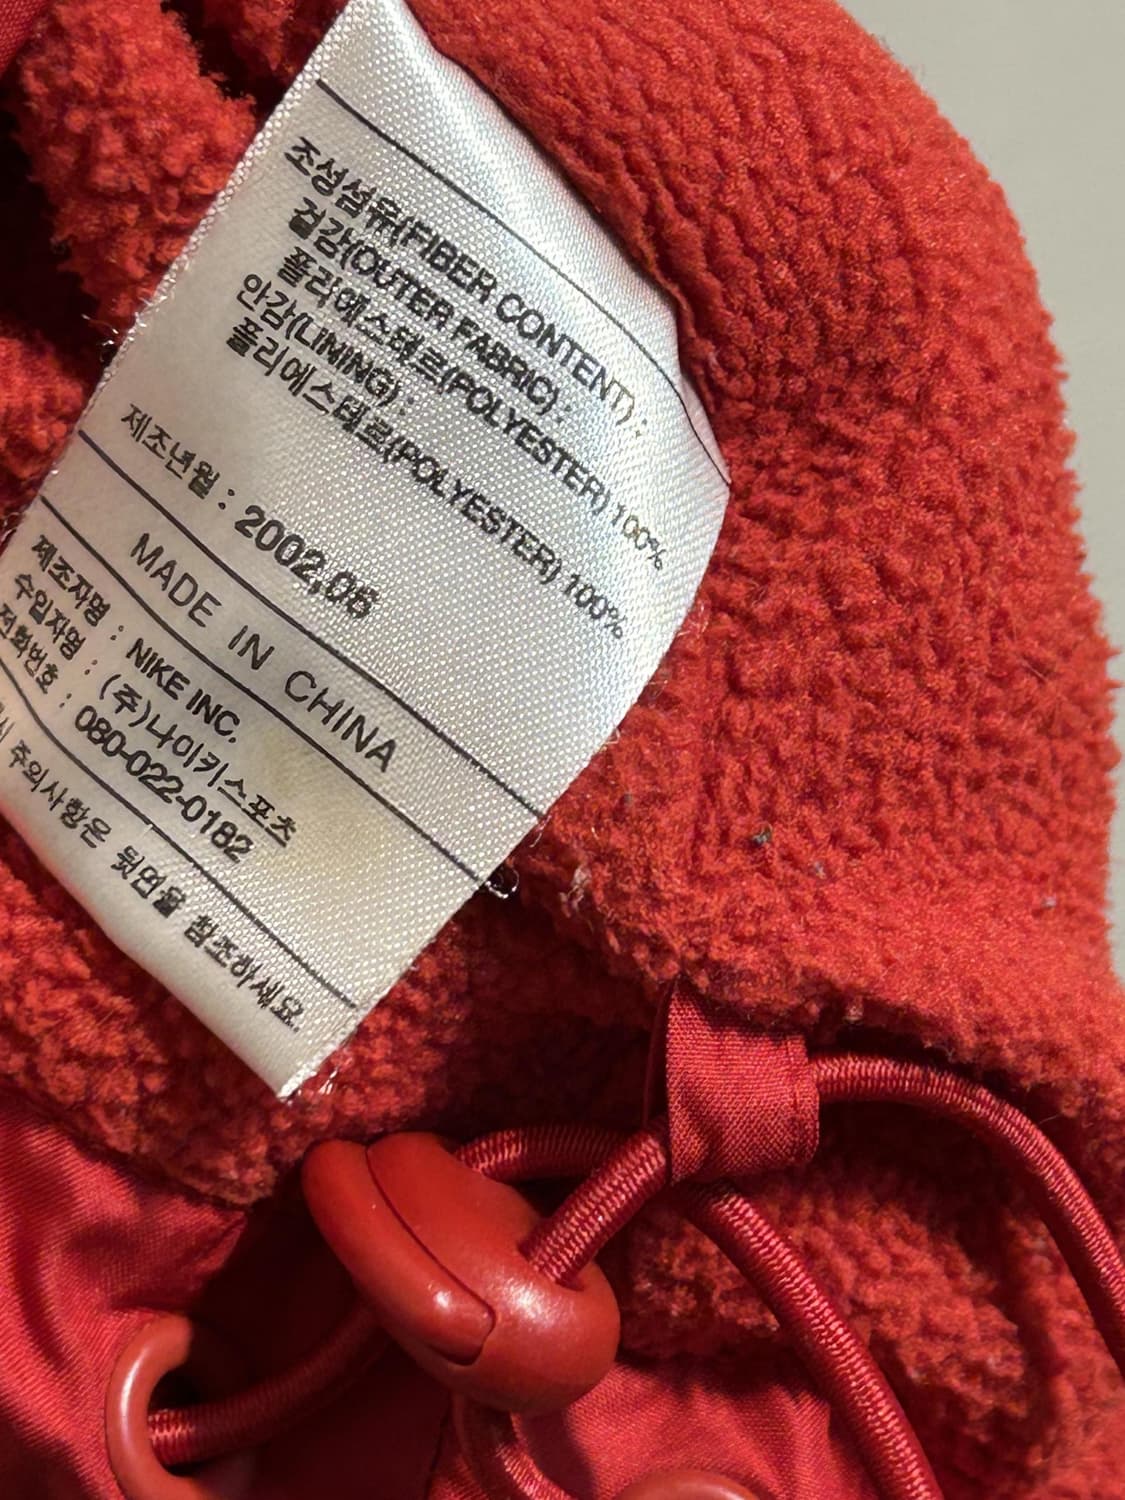 조성섬유(FIBER CONTENT):
겉감(OUTER FABRIC):
폴리에스테르(POLYESTER) 100%
안감(LINING):
폴리에스테르(POLYESTER) 100%
제조년월 : 2002.06
MADE IN CHINA
제조자명 : NIKE INC.
수입자명 : (주)나이키스포츠
전화번호 : 080-022-0182
주의사항은 뒷면을 참조하세요.